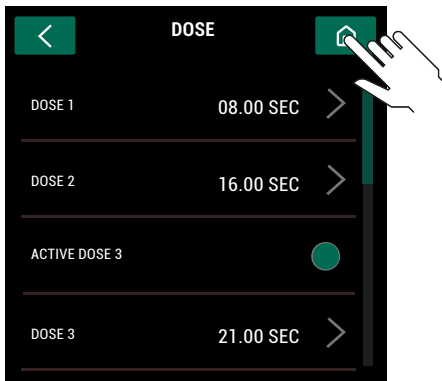 DOSE
DOSE 1 08.00 SEC
DOSE 2 16.00 SEC
ACTIVE DOSE 3
DOSE 3 21.00 SEC